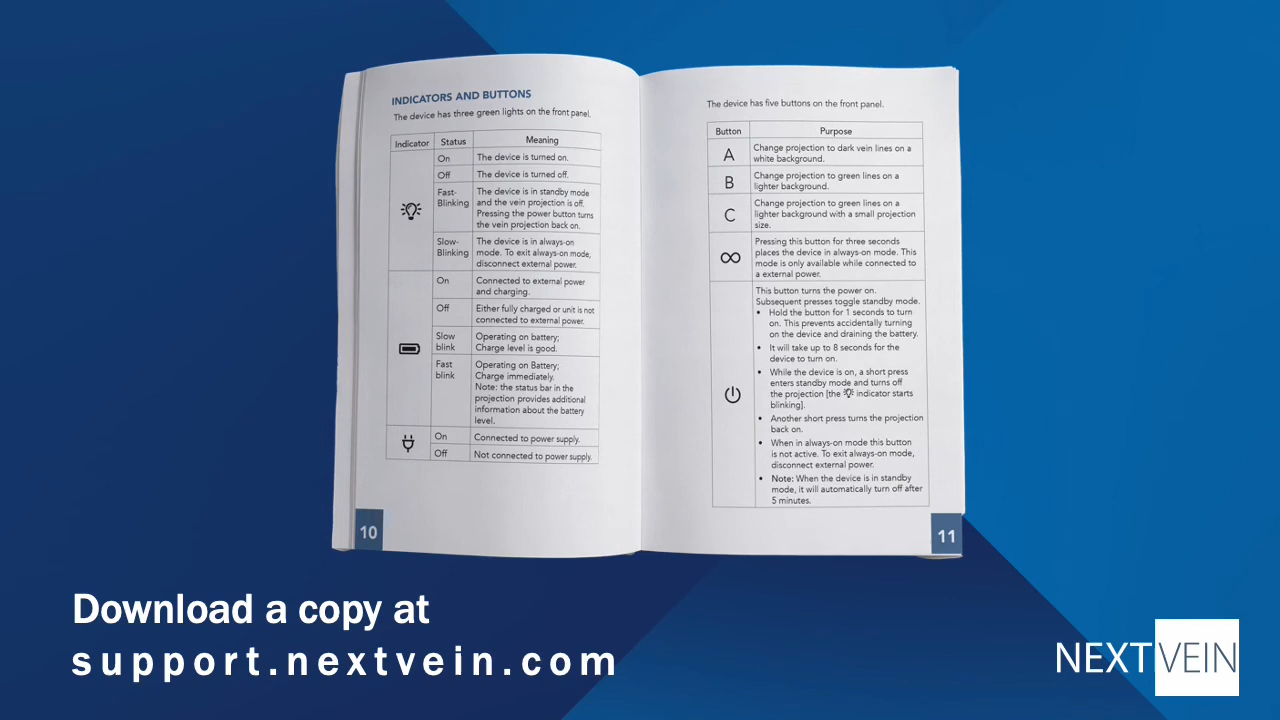 INDICATORS AND BUTTONS
The device has three green lights on the front panel.
Indicator Status Meaning
On The device is turned on.
Off The device is turned off.
Fast- The device is in standby mode
Blinking and the vein projection is off.
Pressing the power button turns
the vein projection back on.
Slow- The device is in always-on
Blinking mode. To exit always-on mode,
disconnect external power.
On Connected to external power
and charging.
Off Either fully charged or unit is not
connected to external power.
Slow Operating on battery;
blink Charge level is good.
Fast Operating on Battery;
blink Charge immediately.
Note: the status bar in the
projection provides additional
information about the battery
level.
On Connected to power supply.
Off Not connected to power supply.
10
The device has five buttons on the front panel.
Button Purpose
A Change projection to dark vein lines on a
white background.
B Change projection to green lines on a
lighter background.
C Change projection to green lines on a
lighter background with a small projection
size.
∞ Pressing this button for three seconds
places the device in always-on mode. This
mode is only available while connected to
a external power.
This button turns the power on.
Subsequent presses toggle standby mode.
• Hold the button for 1 seconds to turn
on. This prevents accidentally turning
on the device and draining the battery.
• It will take up to 8 seconds for the
device to turn on.
• While the device is on, a short press
enters standby mode and turns off
the projection [the indicator starts
blinking].
• Another short press turns the projection
back on.
• When in always-on mode this button
is not active. To exit always-on mode,
disconnect external power.
• Note: When the device is in standby
mode, it will automatically turn off after
5 minutes.
11
Download a copy at
support.nextvein.com
NEXTVEIN